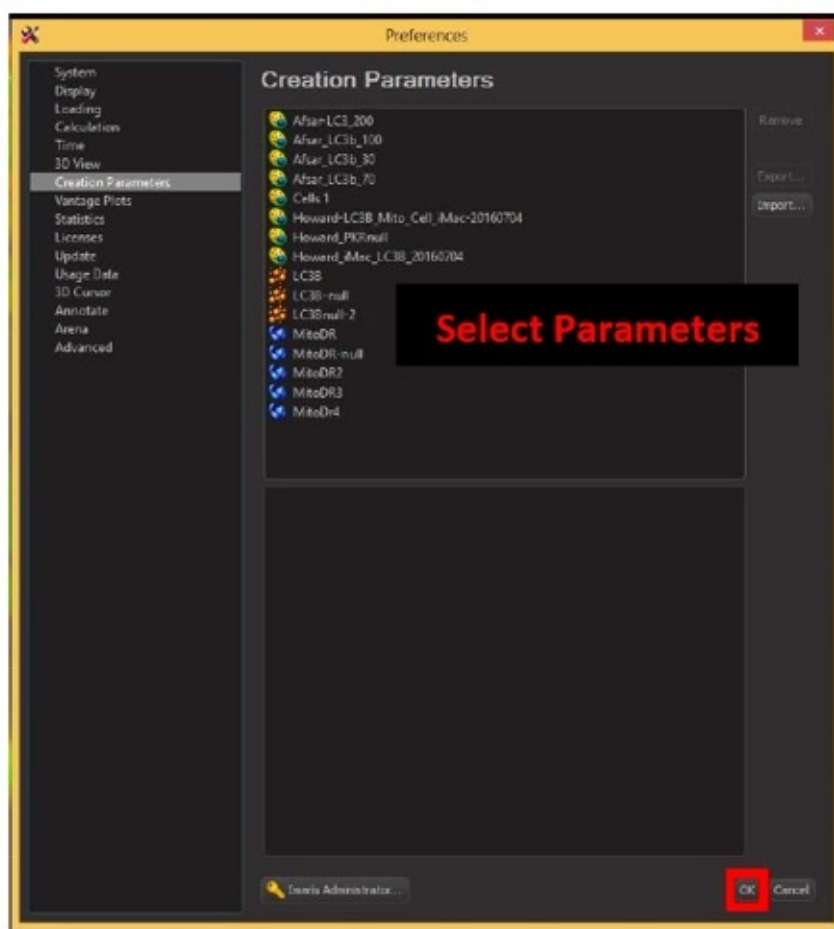 Preferences
System
Display
Loading
Calculation
Time
3D View
Creation Parameters
Vantage Plots
Statistics
Licenses
Update
Usage Data
3D Cursor
Annotate
Arena
Advanced
Creation Parameters
Afsar-LC3_200
Afsar_LC3b_100
Afsar_LC3b_30
Afsar_LC3b_70
Cells 1
Howard-LC3B_Mito_Cell_iMac-20160704
Howard_PKRnull
Howard_iMac_LC3B_20160704
LC3B
LC3B-null
LC3Bnull-2
MitoDR
MitoDR-null
MitoDR2
MitoDR3
MitoDr4
Remove
Export...
Import...
Select Parameters
Imaris Administrator...
OK Cancel